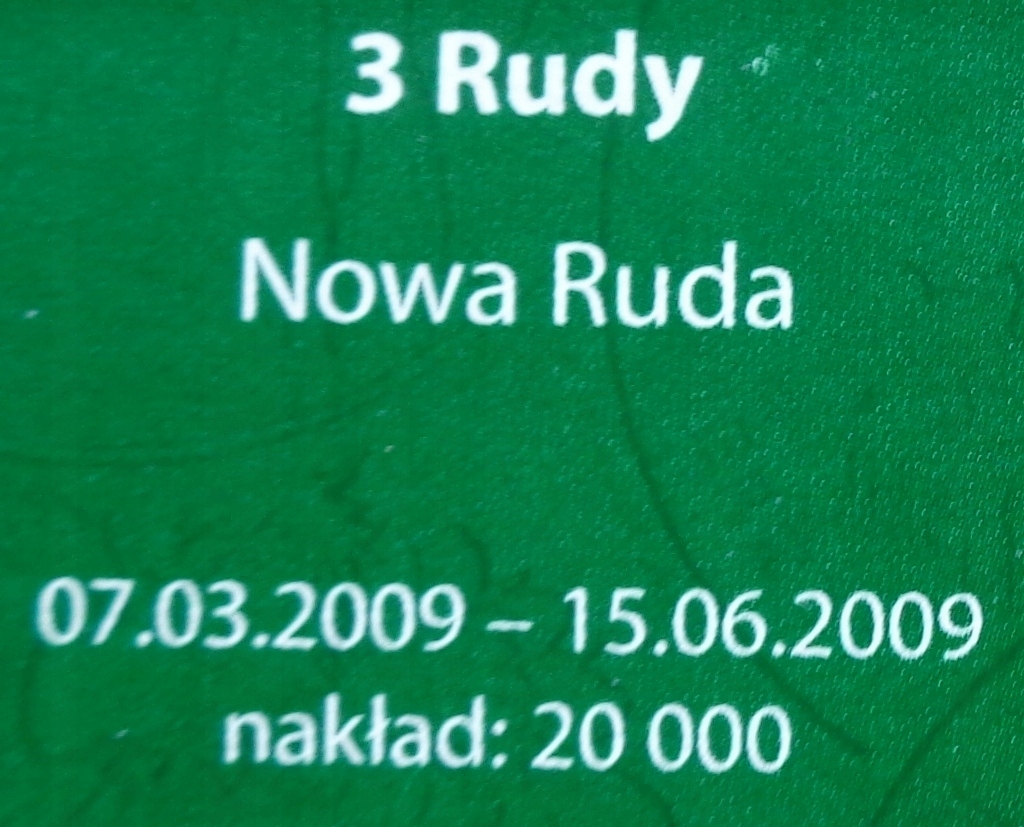 3 Rudy
Nowa Ruda
07.03.2009 – 15.06.2009
nakład: 20 000